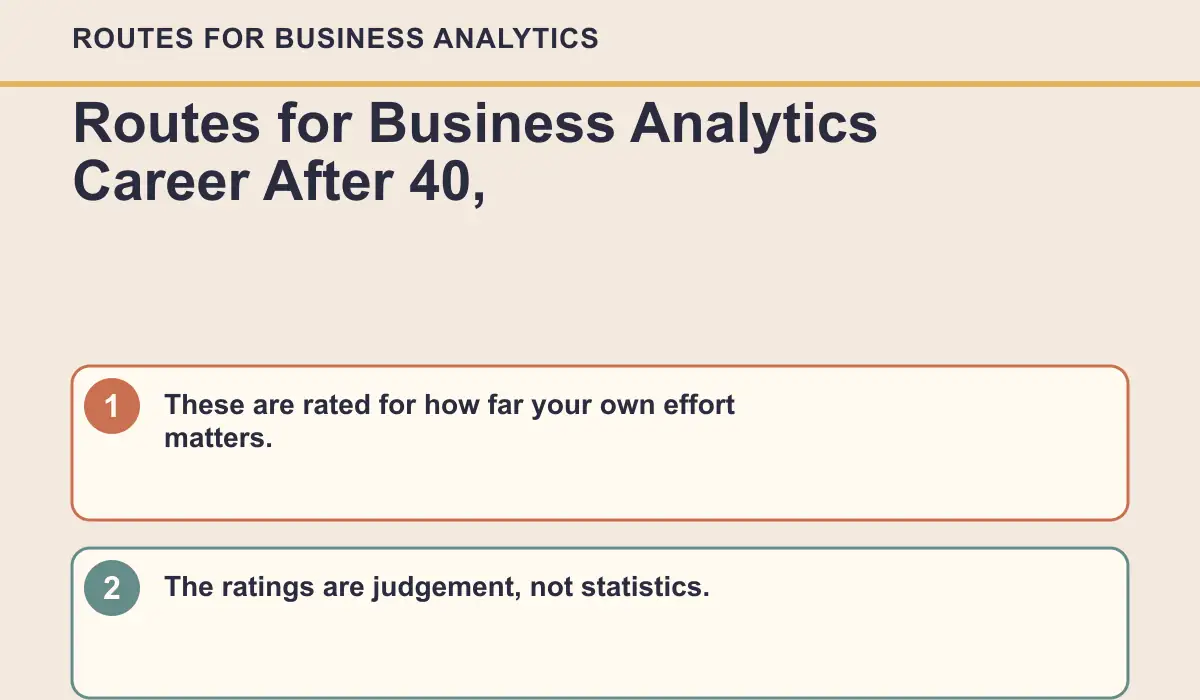 ROUTES FOR BUSINESS ANALYTICS
Routes for Business Analytics
Career After 40,
1
These are rated for how far your own effort
matters.
2
The ratings are judgement, not statistics.